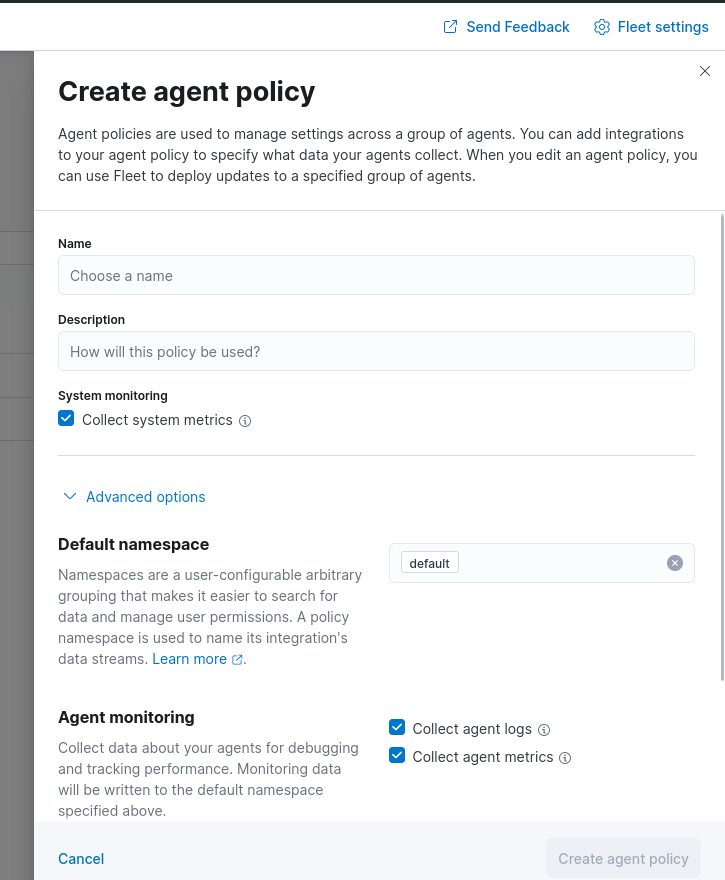 Send Feedback
Fleet settings
Create agent policy
Agent policies are used to manage settings across a group of agents. You can add integrations
to your agent policy to specify what data your agents collect. When you edit an agent policy, you
can use Fleet to deploy updates to a specified group of agents.
Name
Choose a name
Description
How will this policy be used?
System monitoring
Collect system metrics
Advanced options
Default namespace
Namespaces are a user-configurable arbitrary
grouping that makes it easier to search for
data and manage user permissions. A policy
namespace is used to name its integration's
data streams. Learn more.
default
Agent monitoring
Collect data about your agents for debugging
and tracking performance. Monitoring data
will be written to the default namespace
specified above.
Collect agent logs
Collect agent metrics
Cancel
Create agent policy